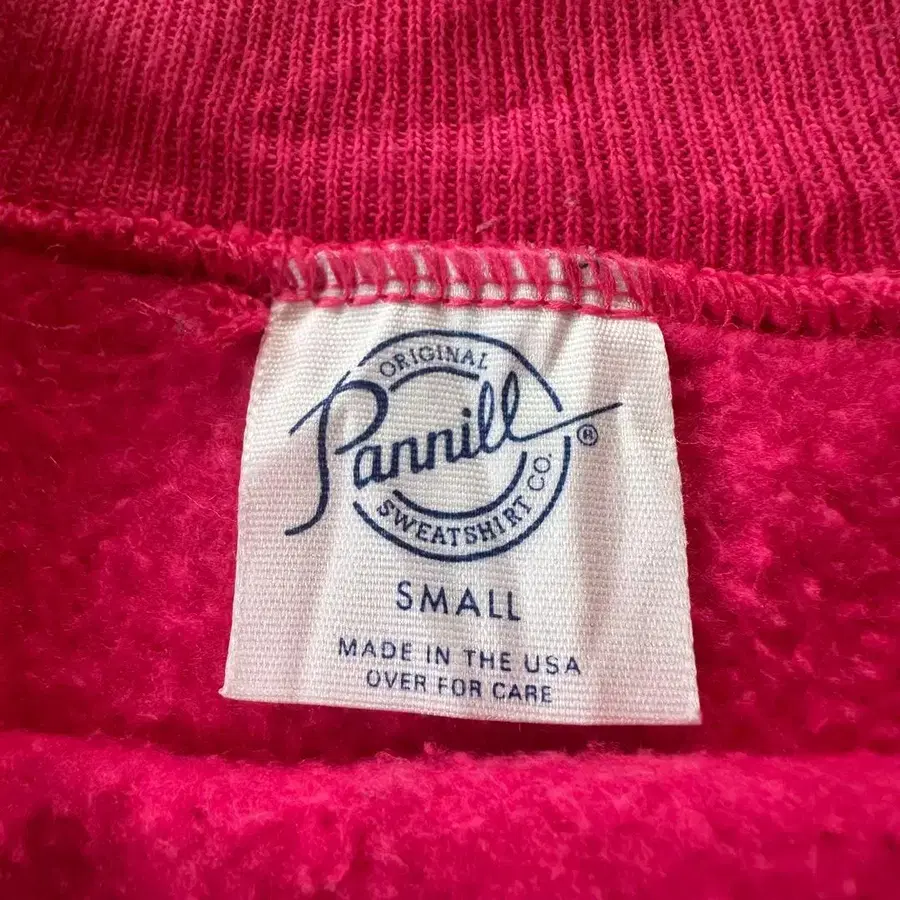 ORIGINAL
Pannill ®
SWEATSHIRT CO.
SMALL
MADE IN THE USA
OVER FOR CARE